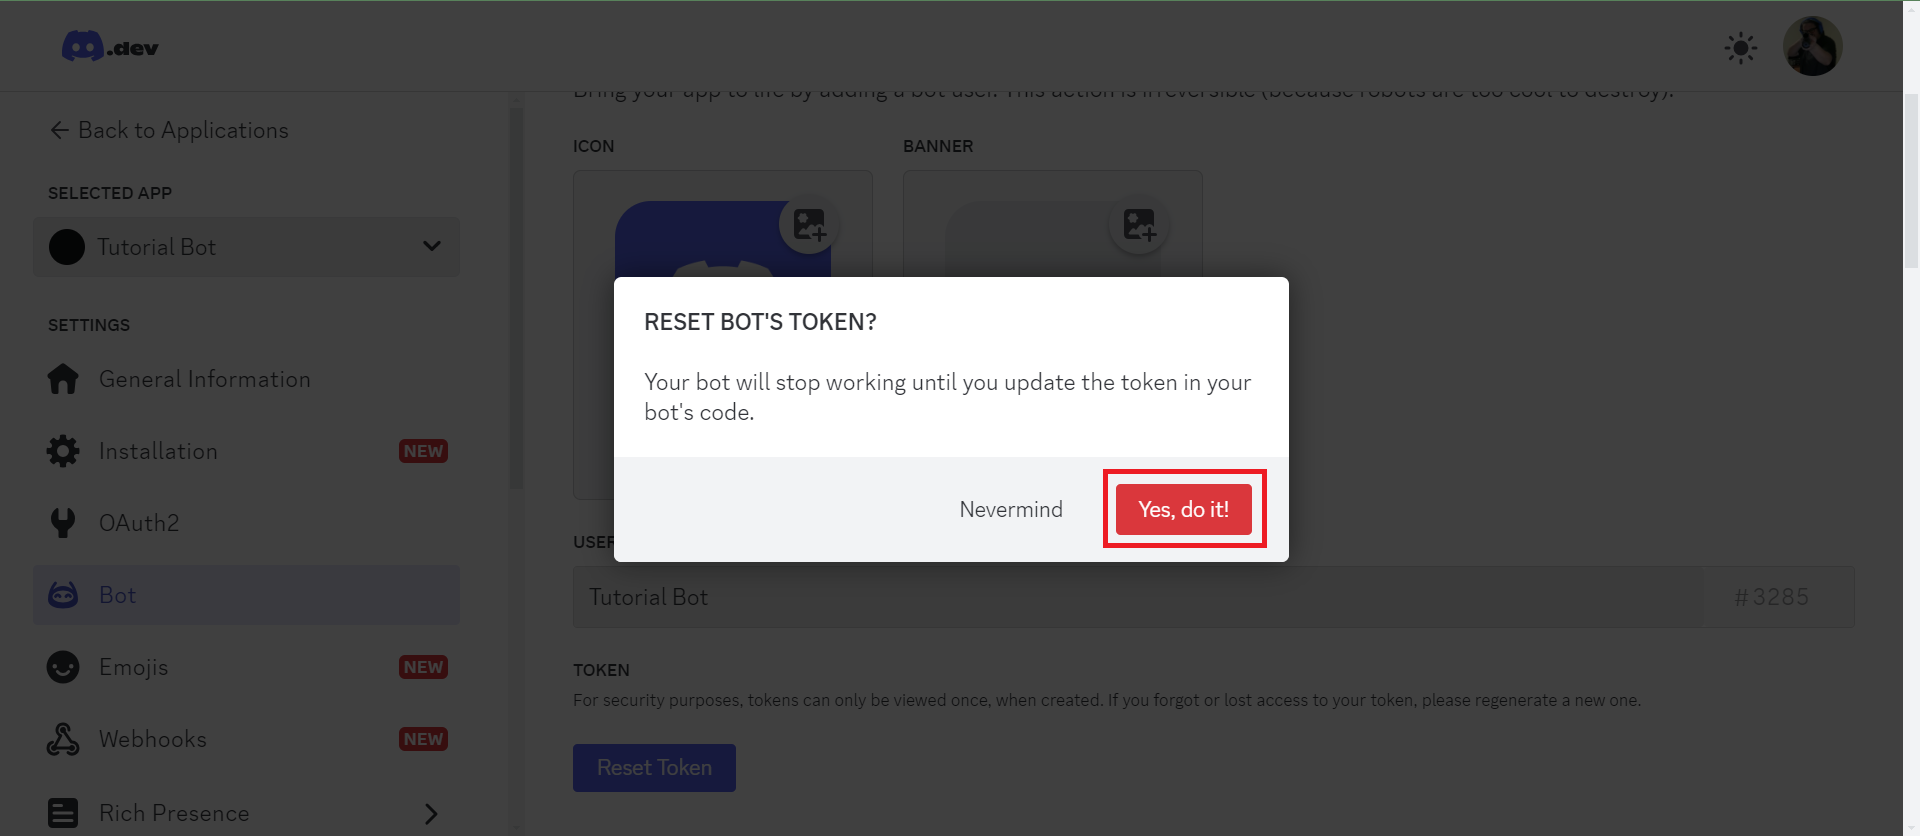 .dev
Bring your app to life by adding a bot user. This action is irreversible (because robots are too cool to destroy).
Back to Applications
SELECTED APP
Tutorial Bot
SETTINGS
General Information
Installation NEW
OAuth2
Bot
Emojis NEW
Webhooks NEW
Rich Presence
ICON BANNER
RESET BOT'S TOKEN?
Your bot will stop working until you update the token in your
bot's code.
Nevermind Yes, do it!
USER
Tutorial Bot #3285
TOKEN
For security purposes, tokens can only be viewed once, when created. If you forgot or lost access to your token, please regenerate a new one.
Reset Token